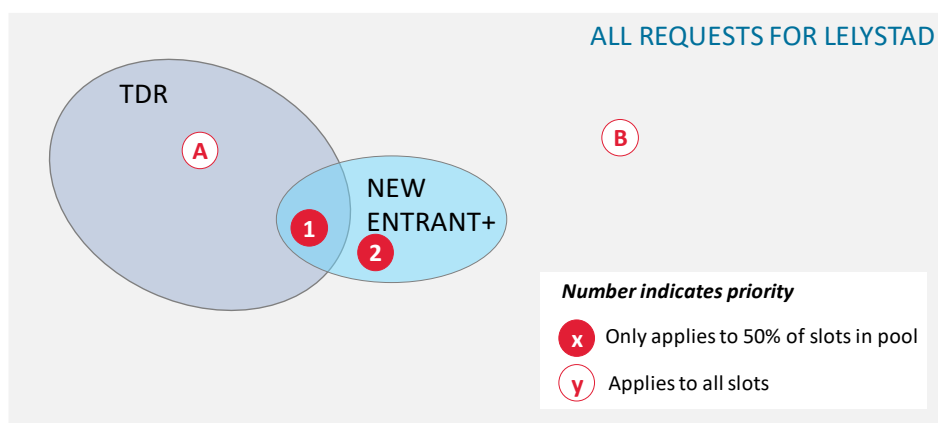 ALL REQUESTS FOR LELYSTAD
TDR
A
B
NEW
ENTRANT+
1
2
Number indicates priority
x Only applies to 50% of slots in pool
y Applies to all slots